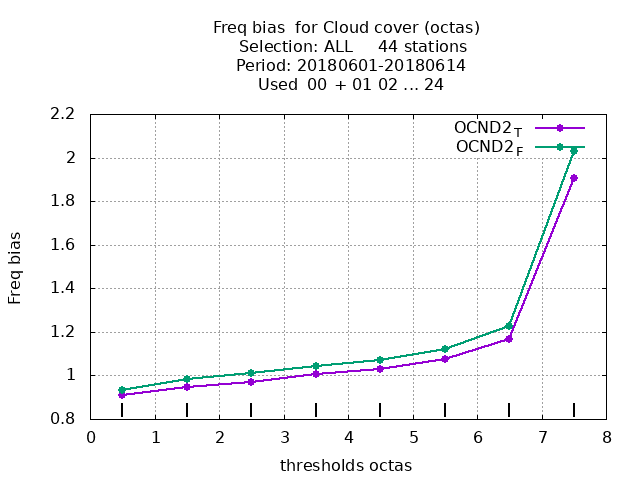 Freq bias  for Cloud cover (octas)
Selection: ALL     44 stations
Period: 20180601-20180614
Used  00  + 01 02 ... 24
OCND2_T
OCND2_F
Freq bias
2.2
2
1.8
1.6
1.4
1.2
1
0.8
0 1 2 3 4 5 6 7 8
thresholds octas